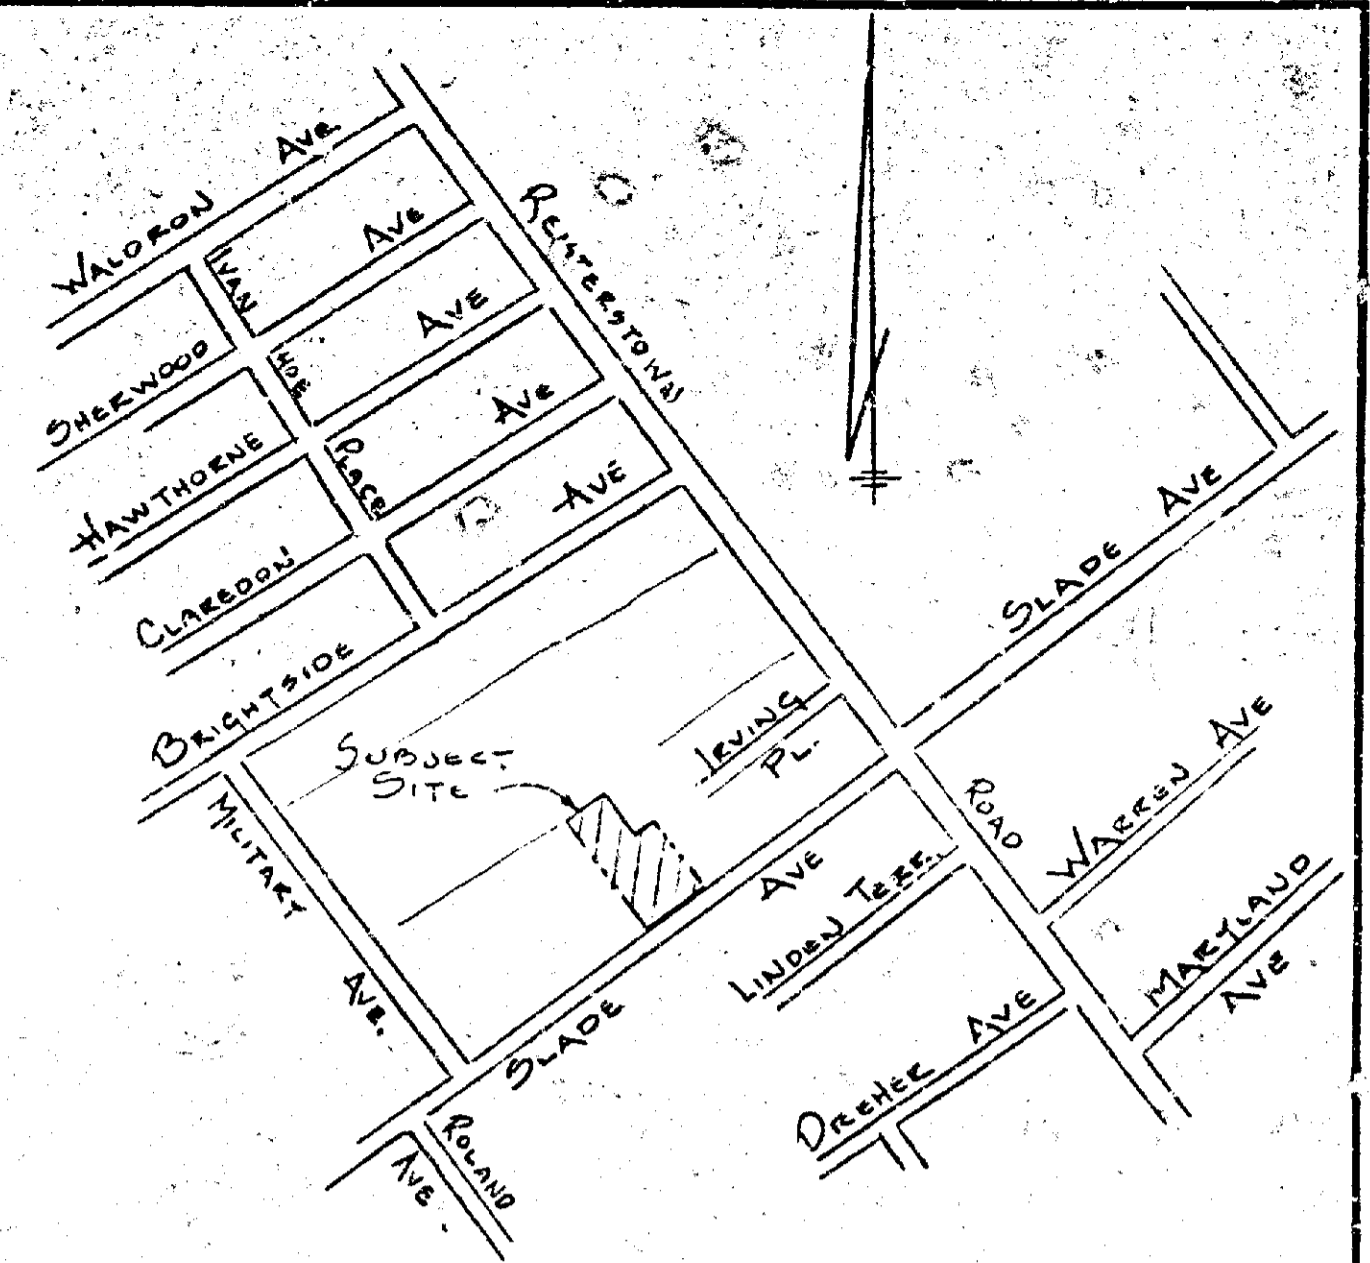 WALDRON AVE.
SHERWOOD AVE
HAWTHORNE AVE
CLAREDON AVE
BRIGHTSIDE AVE
IVAN HOE PLACE
REISTERSTOWN ROAD
SLADE AVE
IRVING
PL.
SUBJECT
SITE
MILITARY AVE.
SLADE AVE
LINDEN TERR.
WARREN AVE
MARYLAND
AVE
DREHER AVE
ROLAND
AVE.